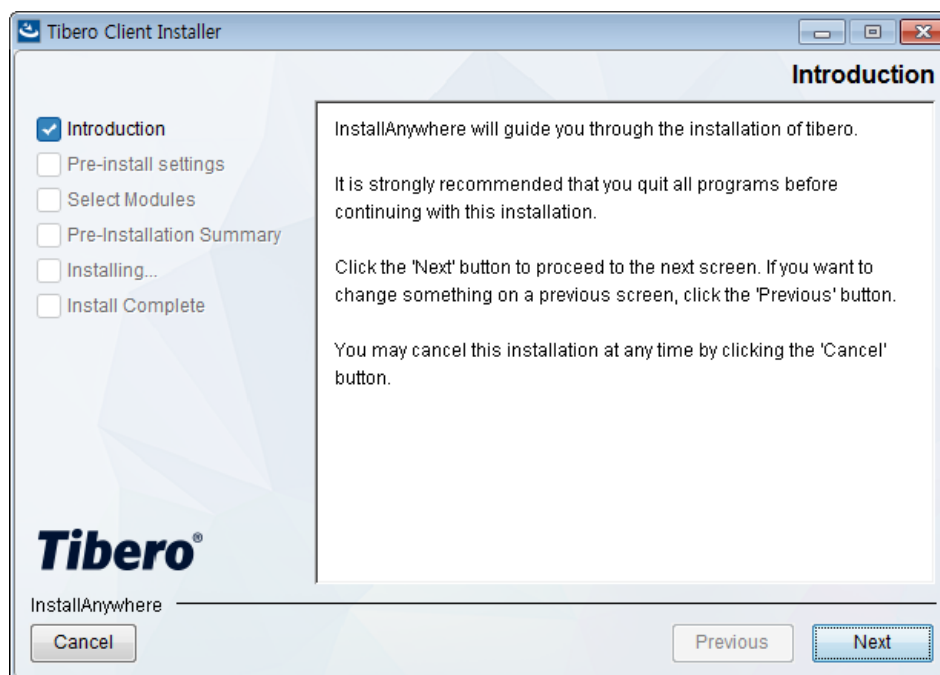 Tibero Client Installer
Introduction
Introduction
Pre-install settings
Select Modules
Pre-Installation Summary
Installing...
Install Complete
InstallAnywhere will guide you through the installation of tibero.
It is strongly recommended that you quit all programs before
continuing with this installation.
Click the 'Next' button to proceed to the next screen. If you want to
change something on a previous screen, click the 'Previous' button.
You may cancel this installation at any time by clicking the 'Cancel'
button.
Tibero®
InstallAnywhere
Cancel
Previous
Next